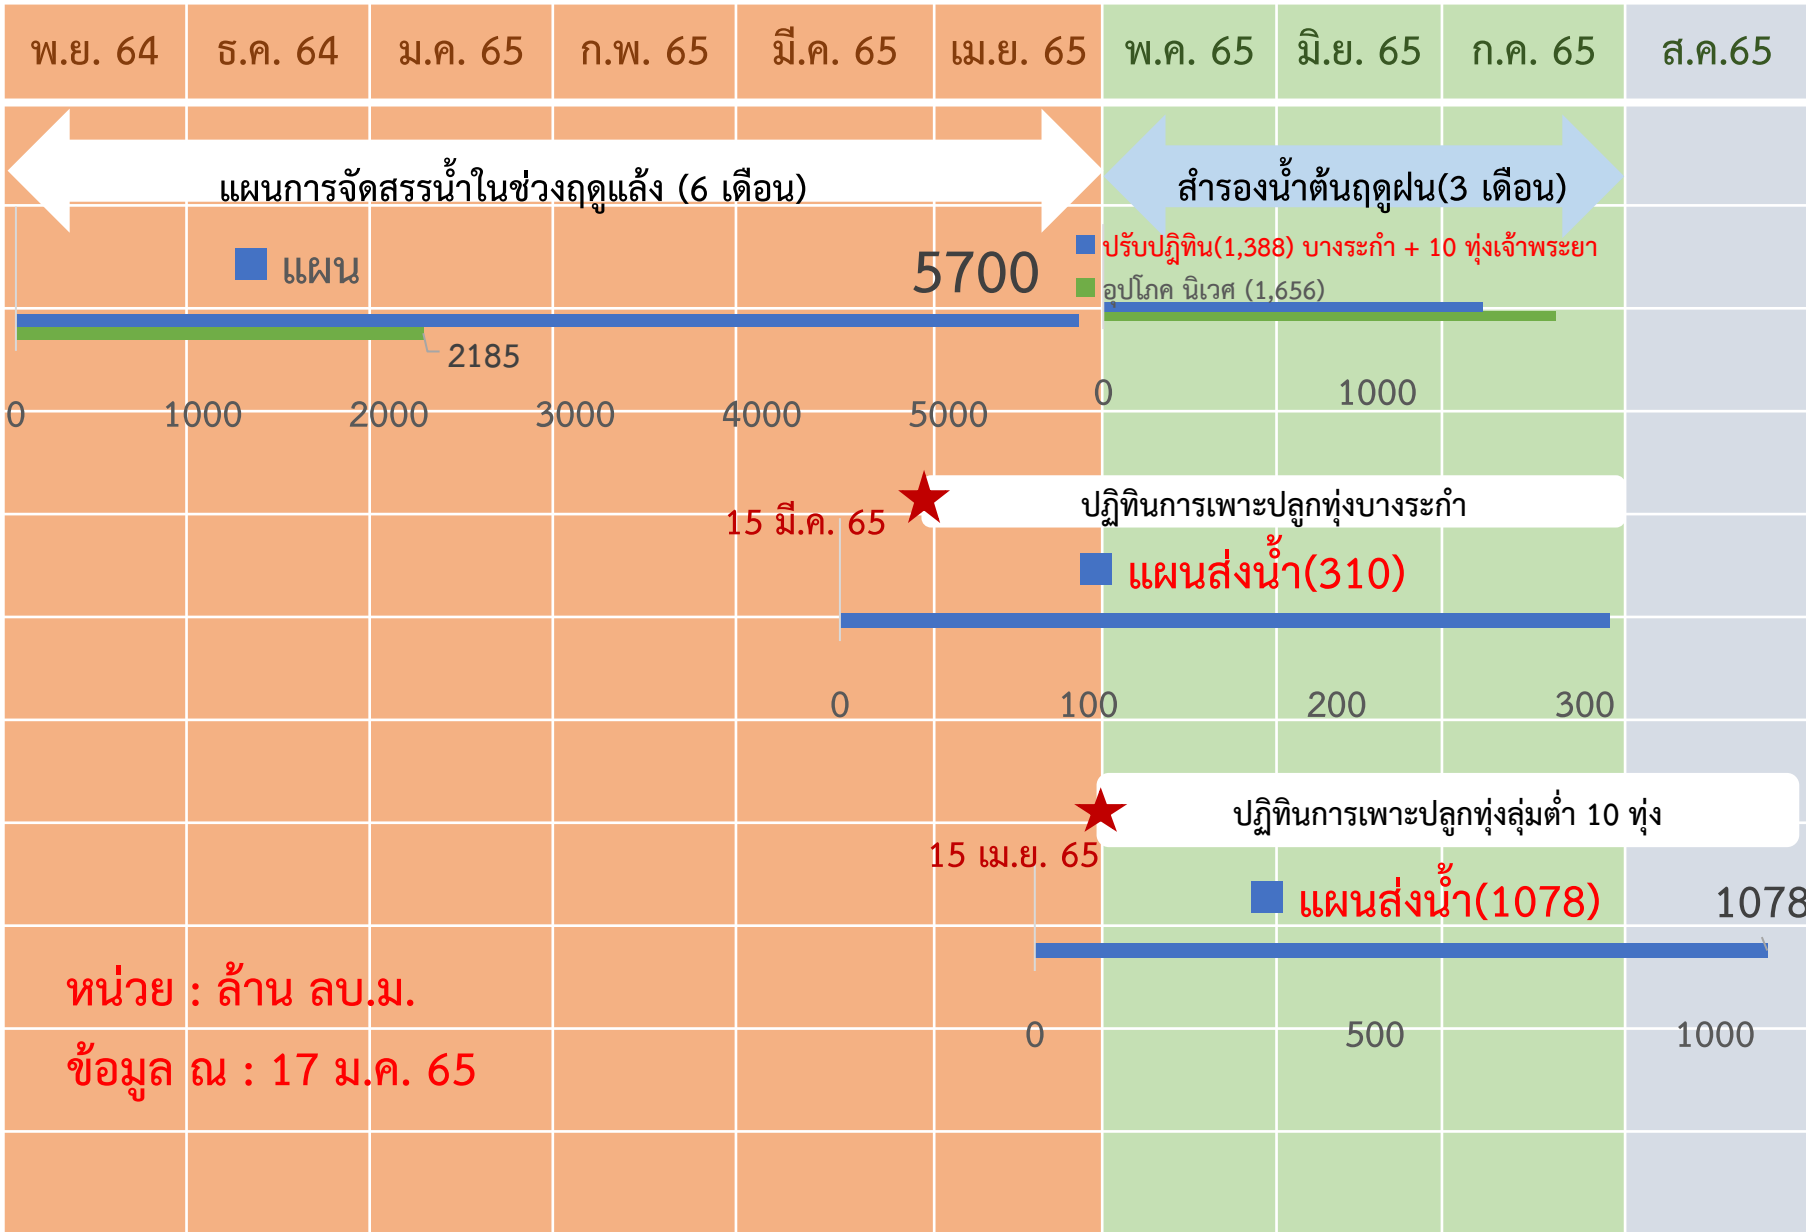 พ.ย. 64 ธ.ค. 64 ม.ค. 65 ก.พ. 65 มี.ค. 65 เม.ย. 65 พ.ค. 65 มิ.ย. 65 ก.ค. 65 ส.ค.65
แผนการจัดสรรน้ำในช่วงฤดูแล้ง (6 เดือน)
สำรองน้ำต้นฤดูฝน(3 เดือน)
แผน
5700
2185
0 1000 2000 3000 4000 5000
ปรับปฎิทิน(1,388) บางระกำ + 10 ทุ่งเจ้าพระยา
อุปโภค นิเวศ (1,656)
0 1000
ปฏิทินการเพาะปลูกทุ่งบางระกำ
15 มี.ค. 65
แผนส่งน้ำ(310)
0 100 200 300
ปฏิทินการเพาะปลูกทุ่งลุ่มต่ำ 10 ทุ่ง
15 เม.ย. 65
แผนส่งน้ำ(1078)
1078
0 500 1000
หน่วย : ล้าน ลบ.ม.
ข้อมูล ณ : 17 ม.ค. 65